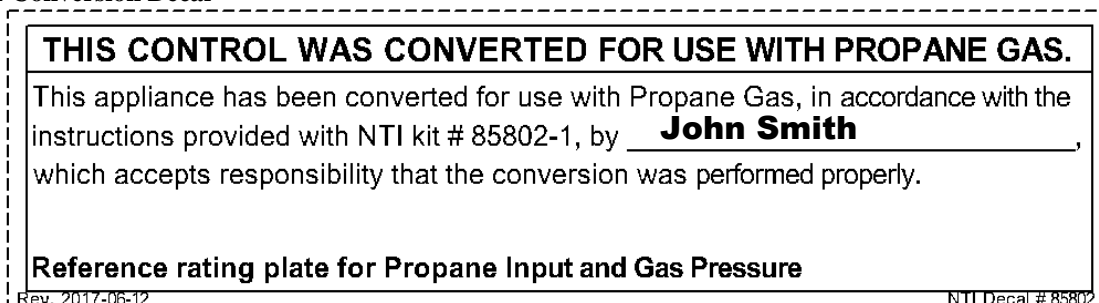 THIS CONTROL WAS CONVERTED FOR USE WITH PROPANE GAS.
This appliance has been converted for use with Propane Gas, in accordance with the
instructions provided with NTI kit # 85802-1, by John Smith,
which accepts responsibility that the conversion was performed properly.
Reference rating plate for Propane Input and Gas Pressure
Rev. 2017-06-12 NTI Decal # 85802